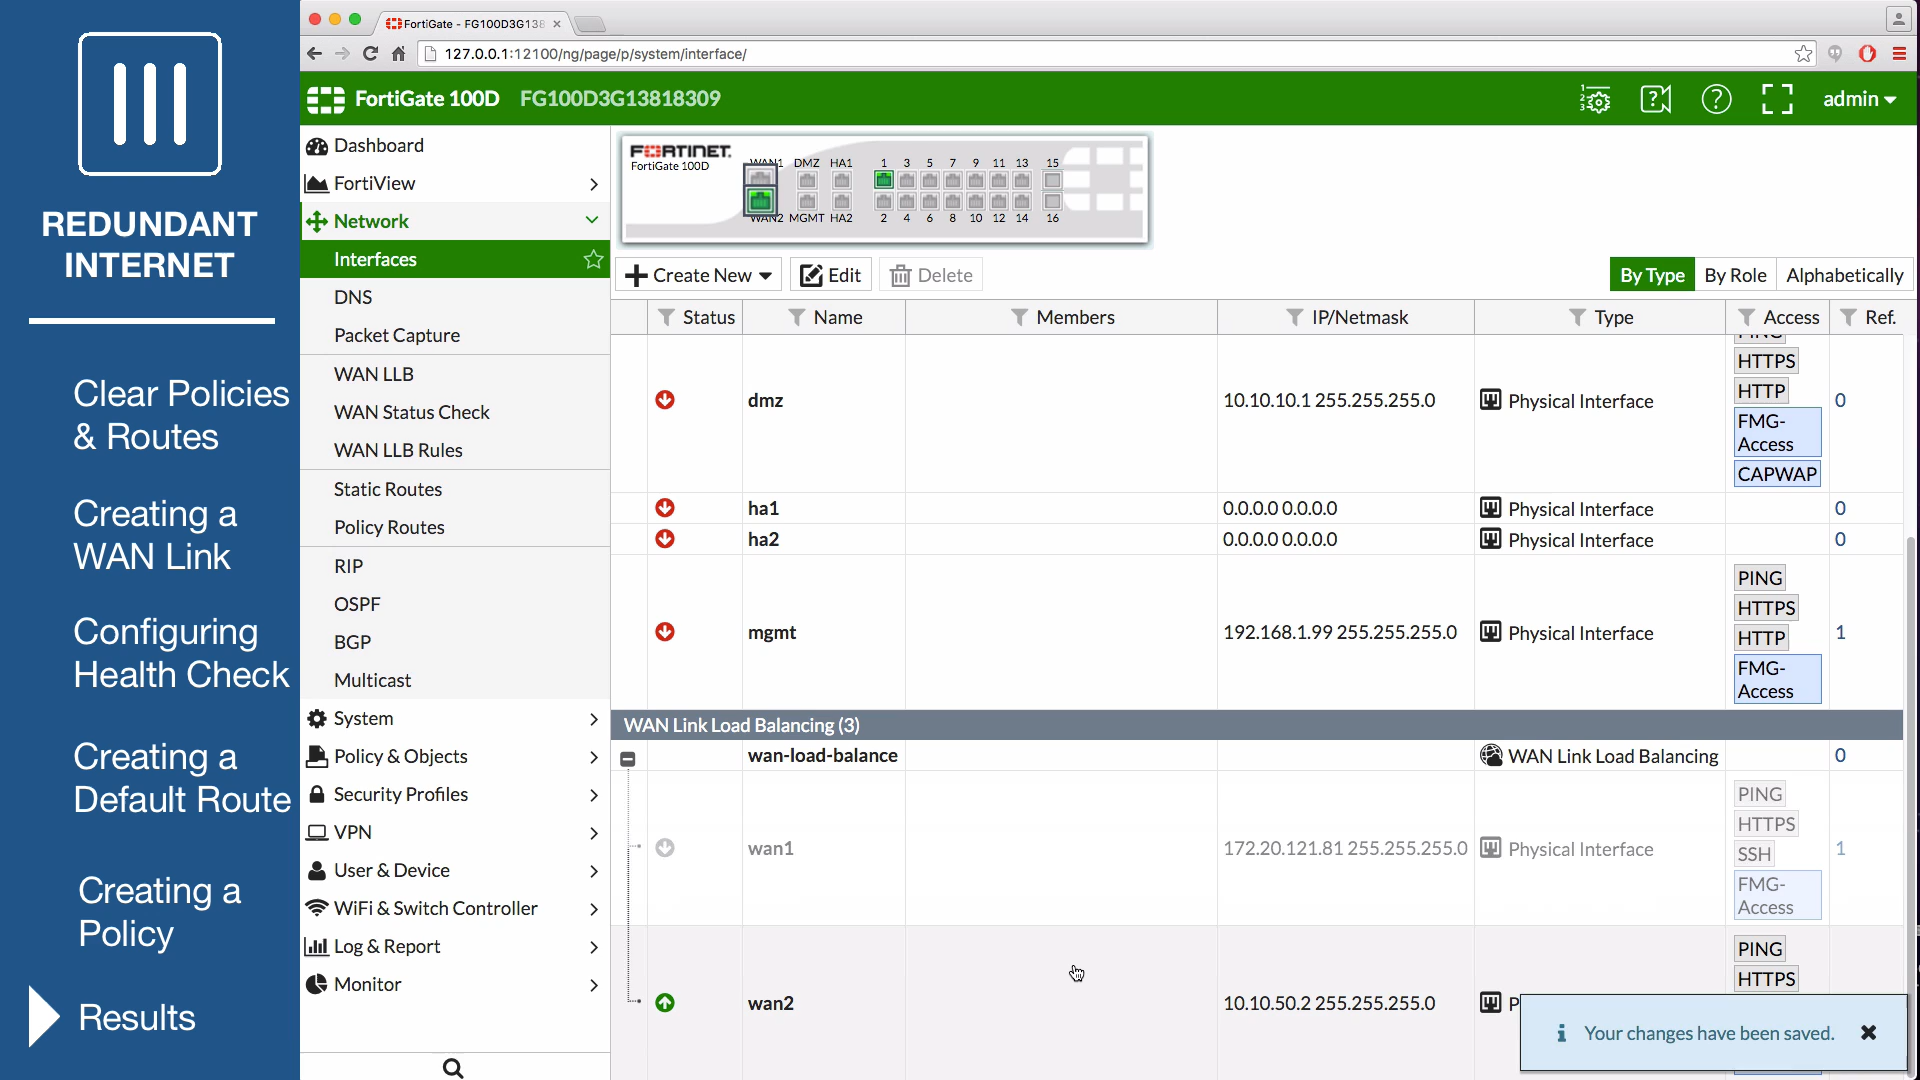 REDUNDANT
INTERNET
Clear Policies
& Routes
Creating a
WAN Link
Configuring
Health Check
Creating a
Default Route
Creating a
Policy
Results
FortiGate - FG100D3G138
127.0.0.1:12100/ng/page/p/system/interface/
FortiGate 100D FG100D3G13818309
admin
Dashboard
FortiView
Network
Interfaces
DNS
Packet Capture
WAN LLB
WAN Status Check
WAN LLB Rules
Static Routes
Policy Routes
RIP
OSPF
BGP
Multicast
System
Policy & Objects
Security Profiles
VPN
User & Device
WiFi & Switch Controller
Log & Report
Monitor
FORTINET
FortiGate 100D
WAN1 DMZ HA1 1 3 5 7 9 11 13 15
WAN2 MGMT HA2 2 4 6 8 10 12 14 16
Create New Edit Delete By Type By Role Alphabetically
Status Name Members IP/Netmask Type Access Ref.
PING
HTTPS
HTTP
dmz 10.10.10.1 255.255.255.0 Physical Interface 0
FMG-
Access
CAPWAP
ha1 0.0.0.0 0.0.0.0 Physical Interface 0
ha2 0.0.0.0 0.0.0.0 Physical Interface 0
PING
HTTPS
mgmt 192.168.1.99 255.255.255.0 Physical Interface HTTP 1
FMG-
Access
WAN Link Load Balancing (3)
wan-load-balance WAN Link Load Balancing 0
PING
HTTPS
wan1 172.20.121.81 255.255.255.0 Physical Interface SSH 1
FMG-
Access
PING
HTTPS
wan2 10.10.50.2 255.255.255.0 P
Your changes have been saved.